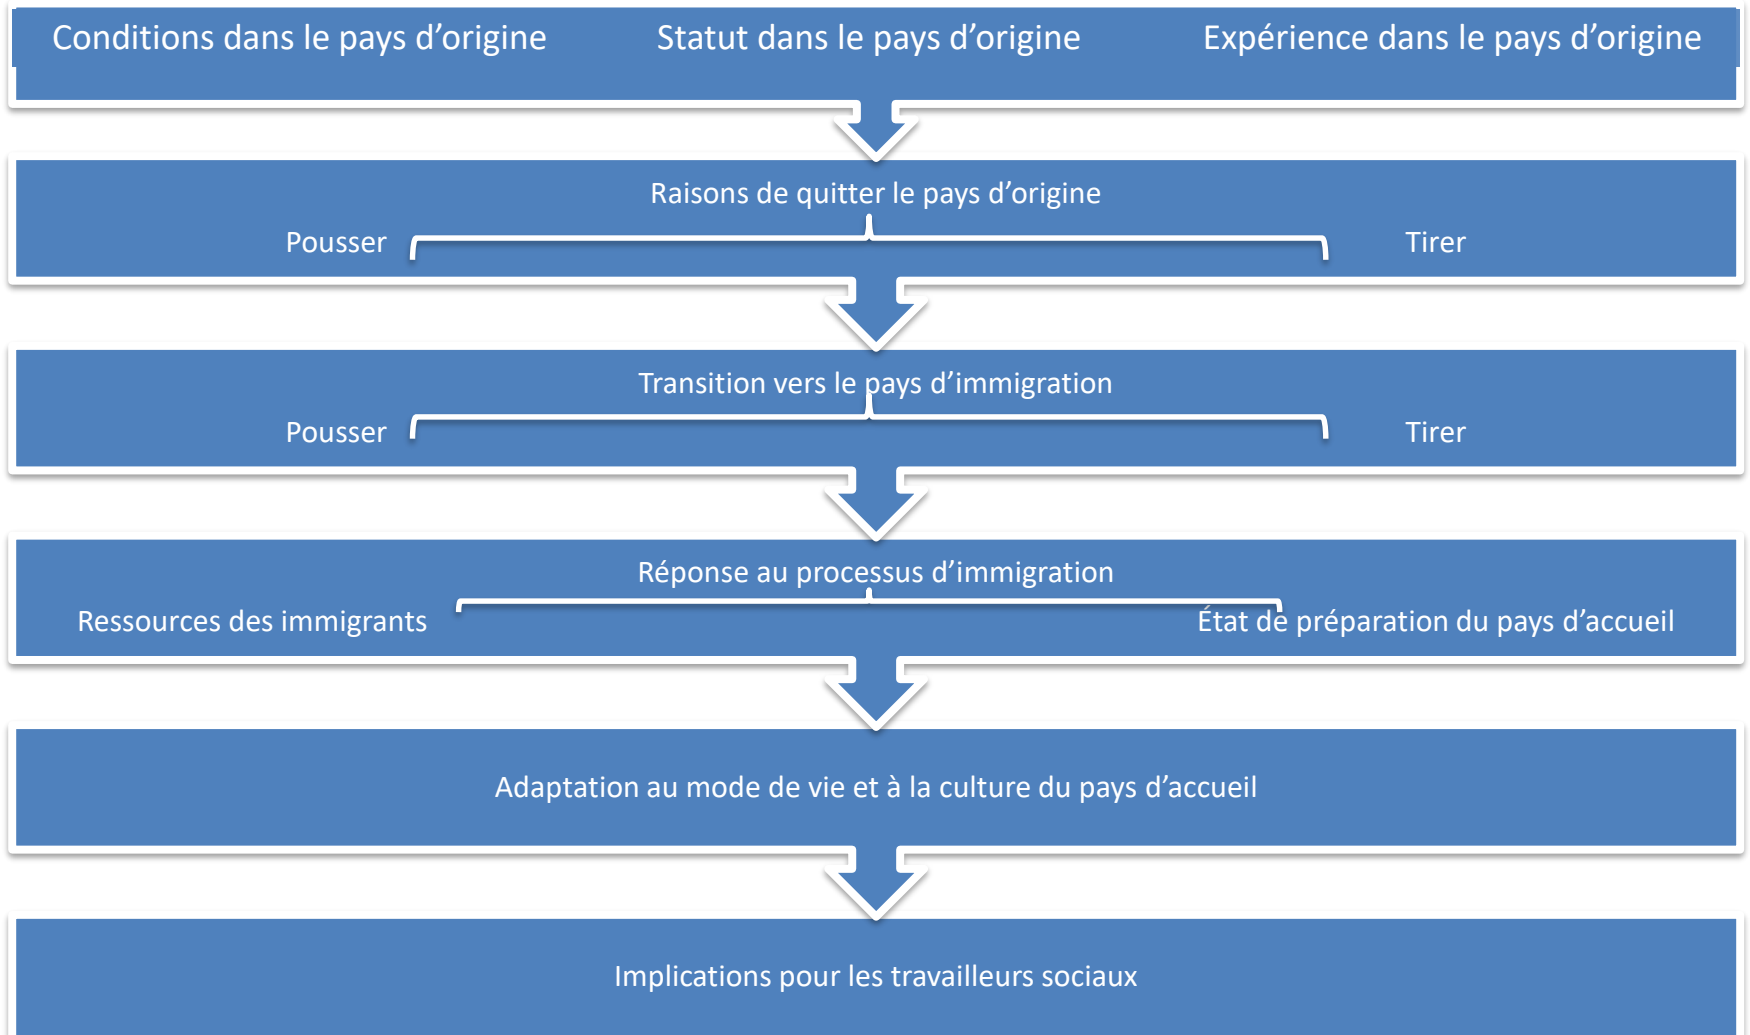 Conditions dans le pays d’origine Statut dans le pays d’origine Expérience dans le pays d’origine
Raisons de quitter le pays d’origine
Pousser Tirer
Transition vers le pays d’immigration
Pousser Tirer
Réponse au processus d’immigration
Ressources des immigrants État de préparation du pays d’accueil
Adaptation au mode de vie et à la culture du pays d’accueil
Implications pour les travailleurs sociaux